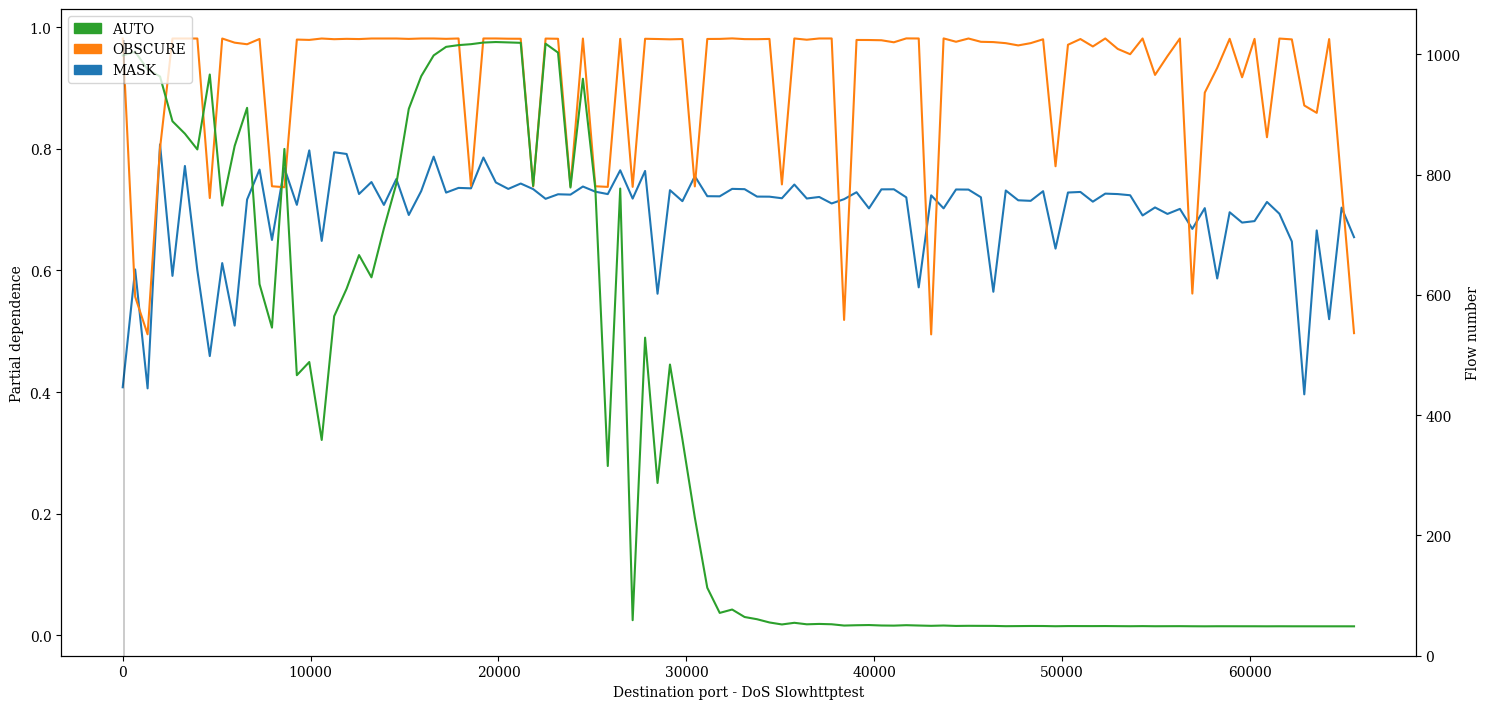 AUTO
OBSCURE
MASK
1.0
0.8
0.6
0.4
0.2
0.0
Partial dependence
1000
800
600
400
200
0
Flow number
0 10000 20000 30000 40000 50000 60000
Destination port - DoS Slowhttptest